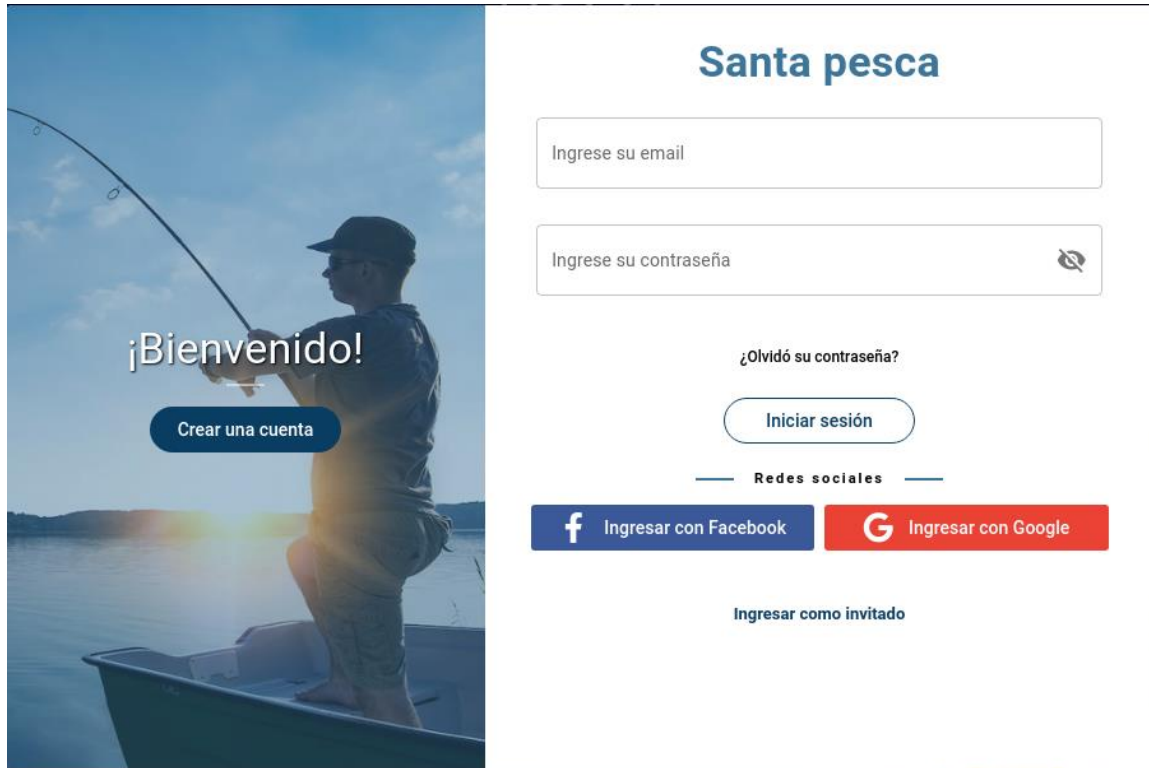 ¡Bienvenido!
Crear una cuenta
Santa pesca
Ingrese su email
Ingrese su contraseña
¿Olvidó su contraseña?
Iniciar sesión
Redes sociales
Ingresar con Facebook
Ingresar con Google
Ingresar como invitado